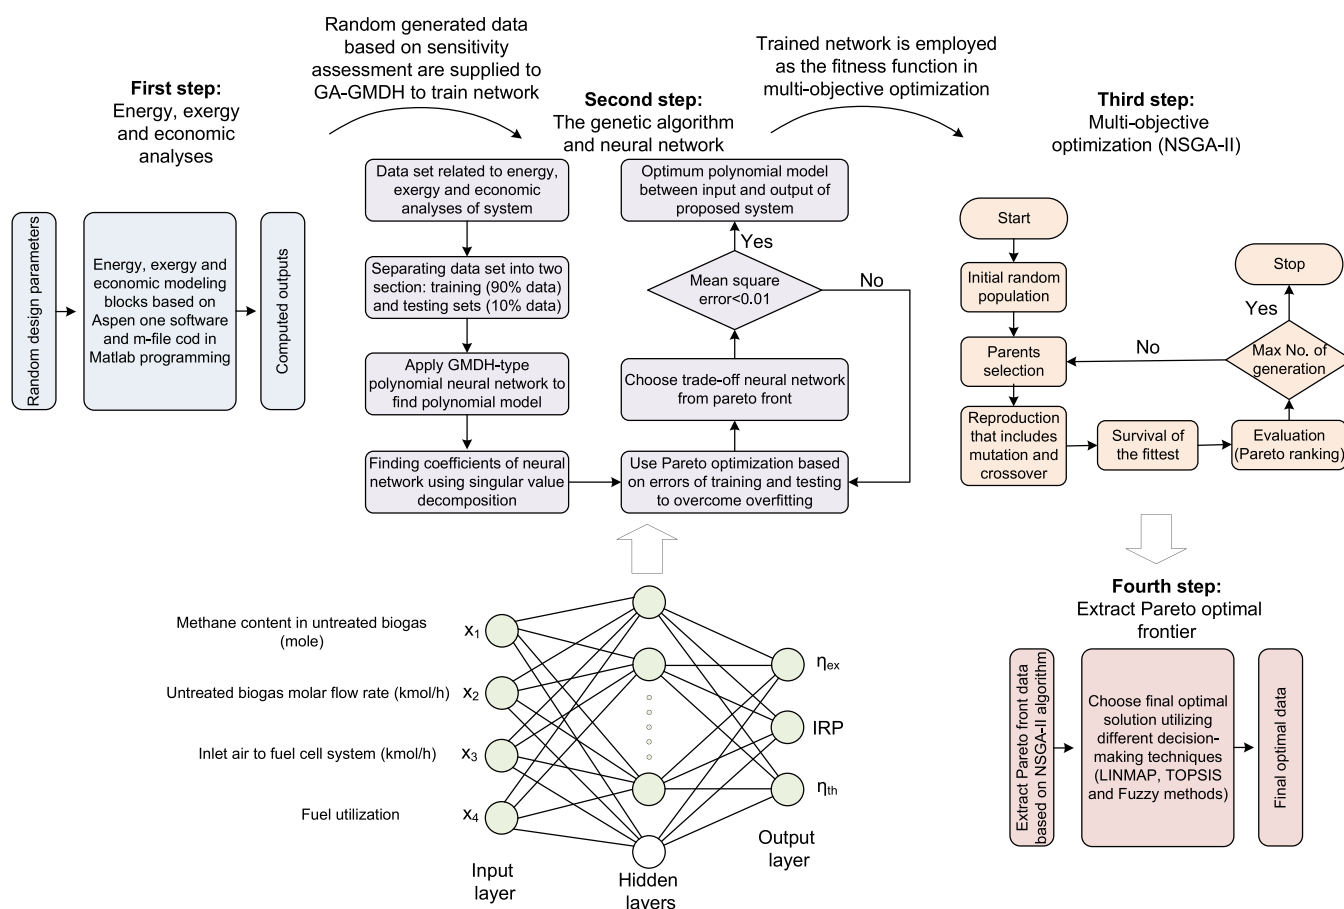 First step:
Energy, exergy
and economic
analyses
Random design parameters
Energy, exergy and
economic modeling
blocks based on
Aspen one software
and m-file cod in
Matlab programming
Computed outputs
Random generated data
based on sensitivity
assessment are supplied to
GA-GMDH to train network
Second step:
The genetic algorithm
and neural network
Data set related to energy,
exergy and economic
analyses of system
Separating data set into two
section: training (90% data)
and testing sets (10% data)
Apply GMDH-type
polynomial neural network to
find polynomial model
Finding coefficients of neural
network using singular value
decomposition
Optimum polynomial model
between input and output of
proposed system
Yes
Mean square
error<0.01
No
Choose trade-off neural network
from pareto front
Use Pareto optimization based
on errors of training and testing
to overcome overfitting
Trained network is employed
as the fitness function in
multi-objective optimization
Third step:
Multi-objective
optimization (NSGA-II)
Start
Initial random
population
Parents
selection
Reproduction
that includes
mutation and
crossover
Survival of
the fittest
Evaluation
(Pareto ranking)
Max No. of
generation
No
Yes
Stop
Methane content in untreated biogas
(mole)
x₁
Untreated biogas molar flow rate (kmol/h)
x₂
Inlet air to fuel cell system (kmol/h)
x₃
Fuel utilization
x₄
Input
layer
Hidden
layers
Output
layer
ηex
IRP
ηth
Fourth step:
Extract Pareto optimal
frontier
Extract Pareto front data
based on NSGA-II algorithm
Choose final optimal
solution utilizing
different decision-
making techniques
(LINMAP, TOPSIS
and Fuzzy methods)
Final optimal data